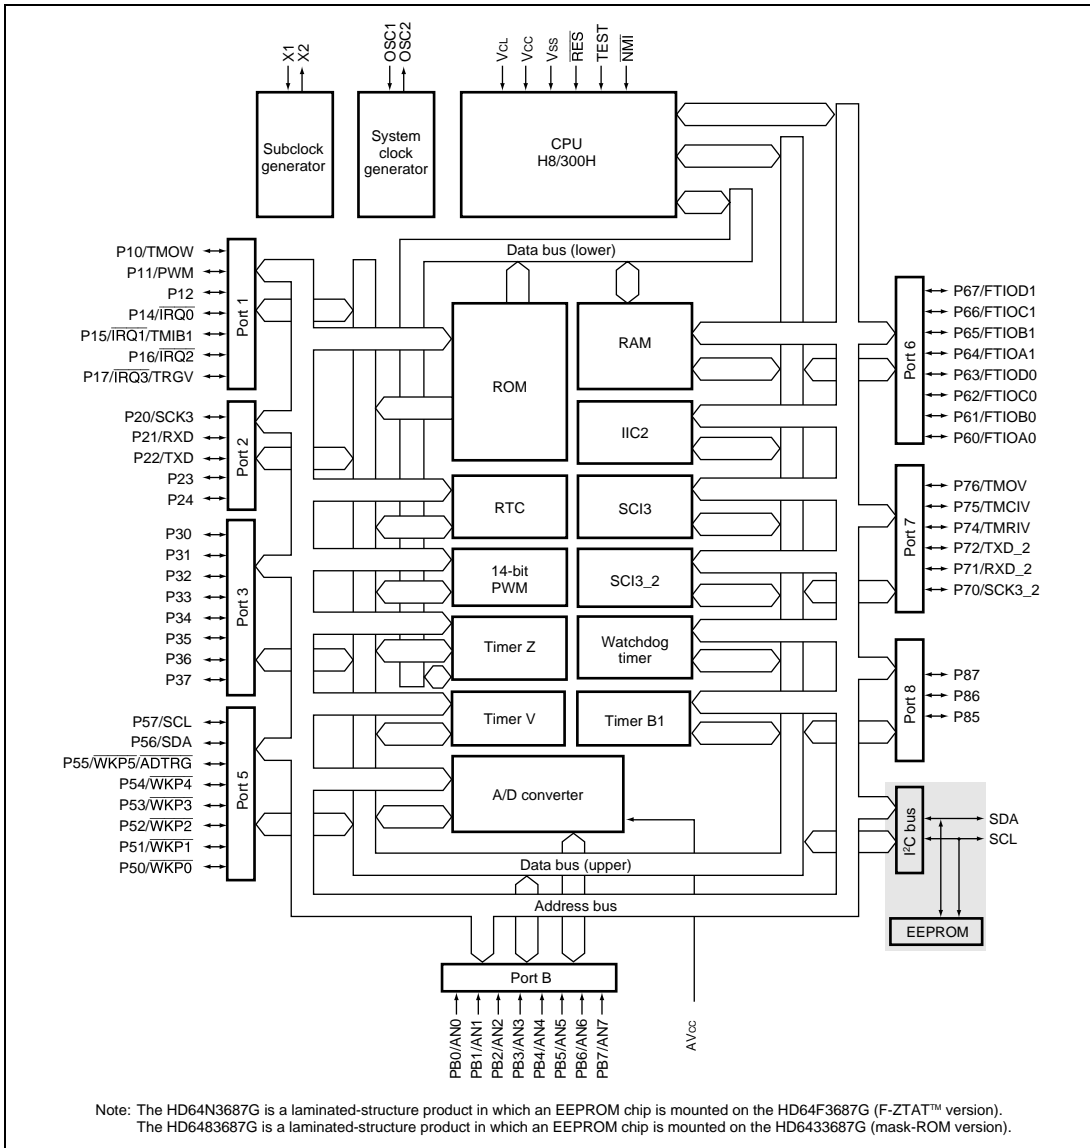 X1
X2
OSC1
OSC2
VCL
VCC
VSS
RES
TEST
NMI
Subclock
generator
System
clock
generator
CPU
H8/300H
Data bus (lower)
P10/TMOW
P11/PWM
P12
P14/IRQ0
P15/IRQ1/TMIB1
P16/IRQ2
P17/IRQ3/TRGV
Port 1
P20/SCK3
P21/RXD
P22/TXD
P23
P24
Port 2
P30
P31
P32
P33
P34
P35
P36
P37
Port 3
P57/SCL
P56/SDA
P55/WKP5/ADTRG
P54/WKP4
P53/WKP3
P52/WKP2
P51/WKP1
P50/WKP0
Port 5
ROM
RAM
IIC2
RTC
SCI3
14-bit
PWM
SCI3_2
Timer Z
Watchdog
timer
Timer V
Timer B1
A/D converter
Port 6
P67/FTIOD1
P66/FTIOC1
P65/FTIOB1
P64/FTIOA1
P63/FTIOD0
P62/FTIOC0
P61/FTIOB0
P60/FTIOA0
Port 7
P76/TMOV
P75/TMCIV
P74/TMRIV
P72/TXD_2
P71/RXD_2
P70/SCK3_2
Port 8
P87
P86
P85
I²C bus
SDA
SCL
EEPROM
Data bus (upper)
Address bus
Port B
PB0/AN0
PB1/AN1
PB2/AN2
PB3/AN3
PB4/AN4
PB5/AN5
PB6/AN6
PB7/AN7
AVCC
Note: The HD64N3687G is a laminated-structure product in which an EEPROM chip is mounted on the HD64F3687G (F-ZTAT™ version).
The HD6483687G is a laminated-structure product in which an EEPROM chip is mounted on the HD6433687G (mask-ROM version).